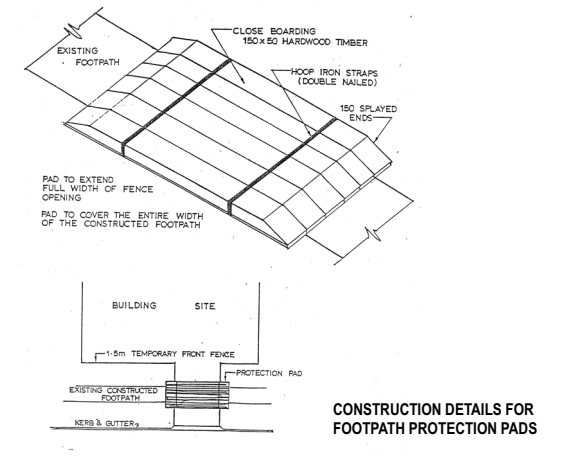 CLOSE BOARDING
150 x 50 HARDWOOD TIMBER
EXISTING
FOOTPATH
HOOP IRON STRAPS
(DOUBLE NAILED)
150 SPLAYED
ENDS
PAD TO EXTEND
FULL WIDTH OF FENCE
OPENING
PAD TO COVER THE ENTIRE WIDTH
OF THE CONSTRUCTED FOOTPATH
BUILDING SITE
1.5m TEMPORARY FRONT FENCE
PROTECTION PAD
EXISTING CONSTRUCTED
FOOTPATH
KERB & GUTTER
CONSTRUCTION DETAILS FOR
FOOTPATH PROTECTION PADS